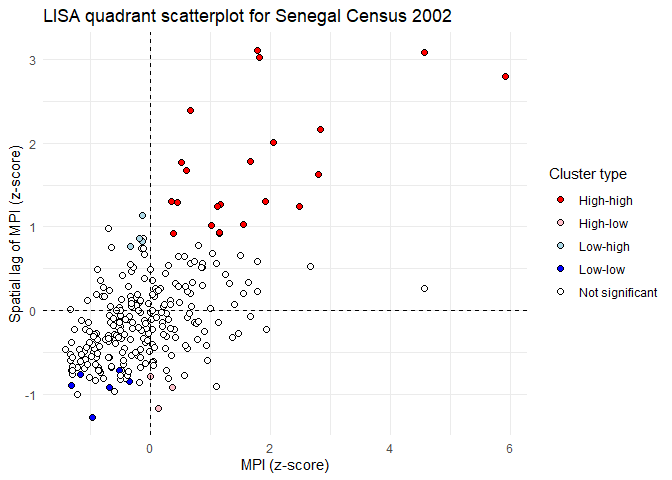 LISA quadrant scatterplot for Senegal Census 2002
Spatial lag of MPI (z-score)
3
2
1
0
-1
0
2
4
6
MPI (z-score)
Cluster type
High-high
High-low
Low-high
Low-low
Not significant